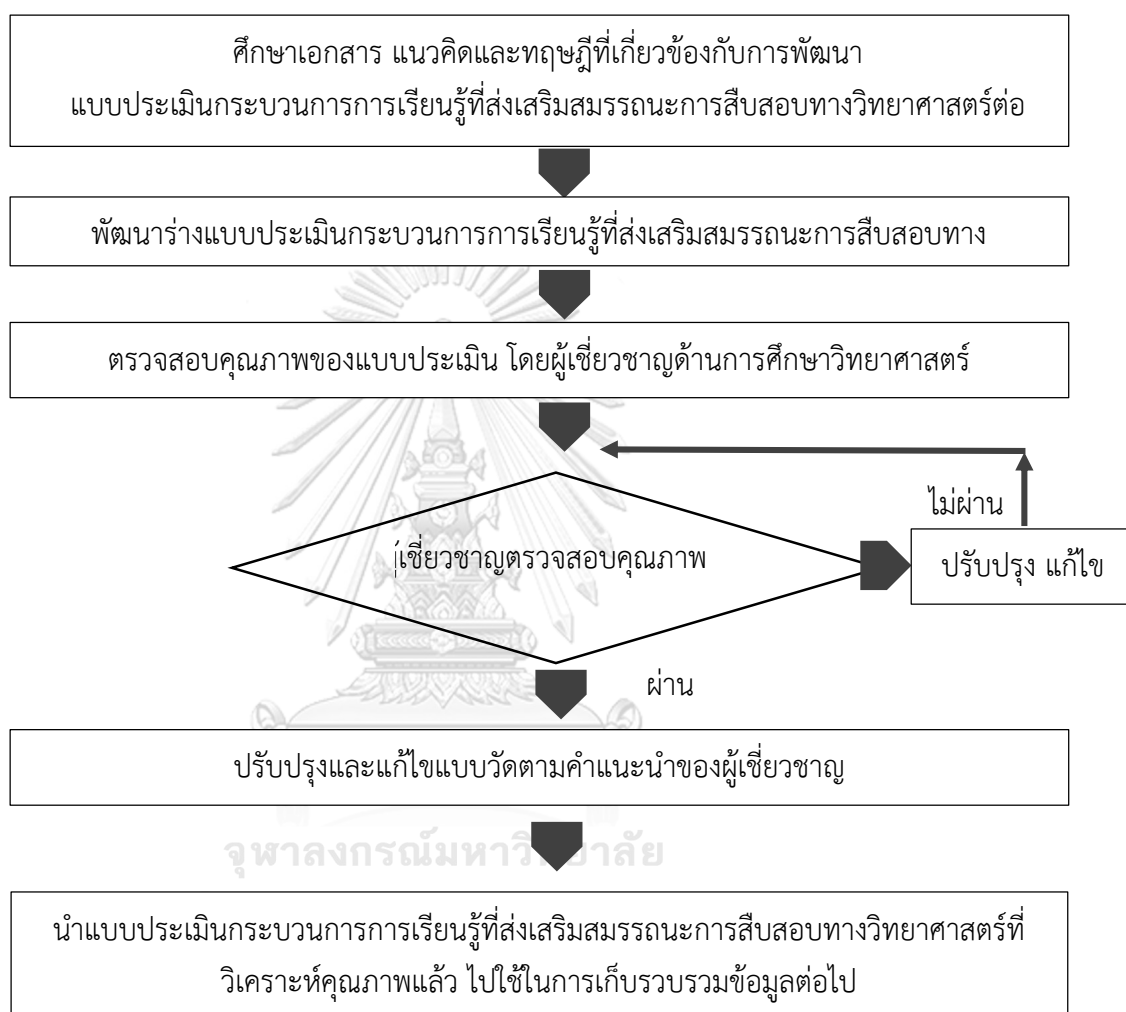 ศึกษาเอกสาร แนวคิดและทฤษฎีที่เกี่ยวข้องกับการพัฒนา
แบบประเมินกระบวนการการเรียนรู้ที่ส่งเสริมสมรรถนะการสืบสอบทางวิทยาศาสตร์ต่อ
พัฒนาร่างแบบประเมินกระบวนการการเรียนรู้ที่ส่งเสริมสมรรถนะการสืบสอบทาง
ตรวจสอบคุณภาพของแบบประเมิน โดยผู้เชี่ยวชาญด้านการศึกษาวิทยาศาสตร์
ไม่ผ่าน
เชี่ยวชาญตรวจสอบคุณภาพ
ปรับปรุง แก้ไข
ผ่าน
ปรับปรุงและแก้ไขแบบวัดตามคำแนะนำของผู้เชี่ยวชาญ
จุฬาลงกรณ์มหาวิทยาลัย
นำแบบประเมินกระบวนการการเรียนรู้ที่ส่งเสริมสมรรถนะการสืบสอบทางวิทยาศาสตร์ที่
วิเคราะห์คุณภาพแล้ว ไปใช้ในการเก็บรวบรวมข้อมูลต่อไป